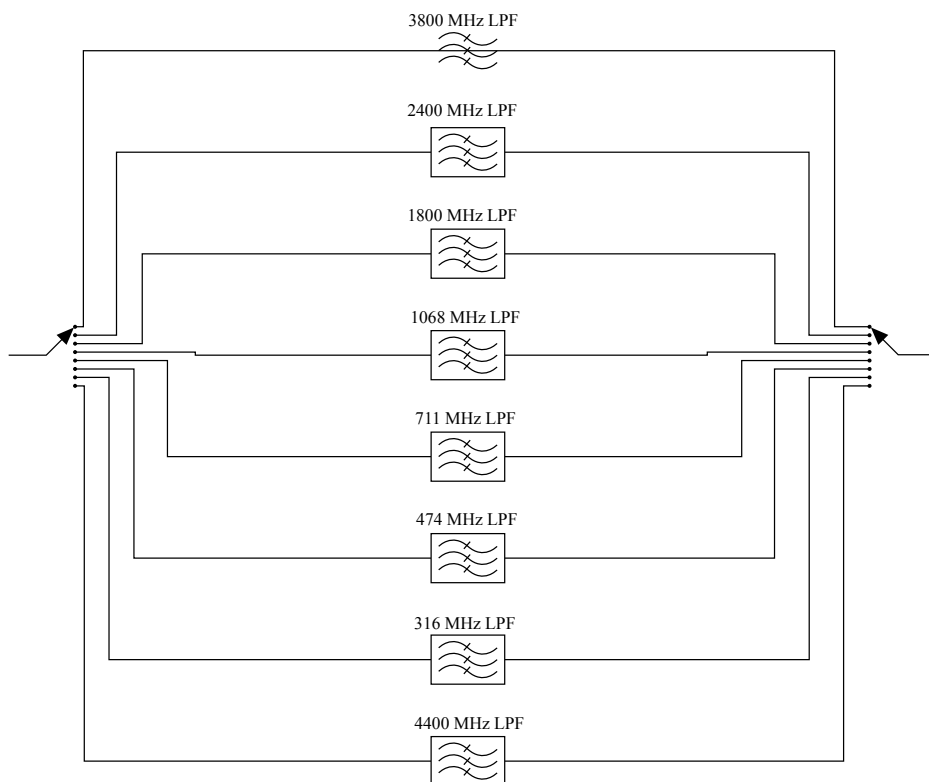 3800 MHz LPF
2400 MHz LPF
1800 MHz LPF
1068 MHz LPF
711 MHz LPF
474 MHz LPF
316 MHz LPF
4400 MHz LPF